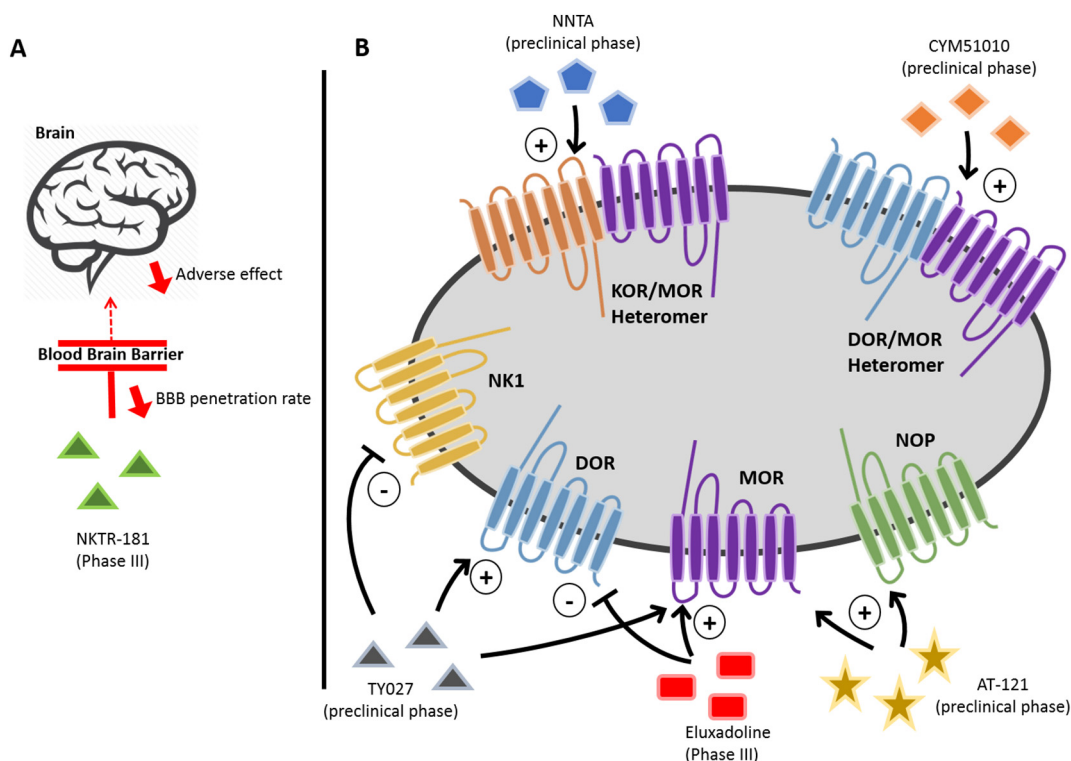 A
Brain
Adverse effect
Blood Brain Barrier
BBB penetration rate
NKTR-181
(Phase III)
B
NNTA
(preclinical phase)
+
CYM51010
(preclinical phase)
+
KOR/MOR
Heteromer
DOR/MOR
Heteromer
NK1
-
DOR
MOR
NOP
+
-
+
+
TY027
(preclinical phase)
Eluxadoline
(Phase III)
AT-121
(preclinical phase)